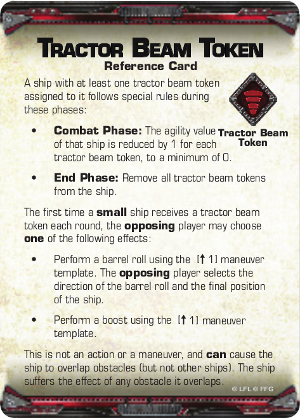 TRACTOR BEAM TOKEN
Reference Card
A ship with at least one tractor beam token
assigned to it follows special rules during
these phases:
• Combat Phase: The agility value
of that ship is reduced by 1 for each
tractor beam token, to a minimum of 0.
Tractor Beam
Token
• End Phase: Remove all tractor beam tokens
from the ship.
The first time a small ship receives a tractor beam
token each round, the opposing player may choose
one of the following effects:
• Perform a barrel roll using the (↑ 1) maneuver
template. The opposing player selects the
direction of the barrel roll and the final position
of the ship.
• Perform a boost using the (↑ 1) maneuver
template.
This is not an action or a maneuver, and can cause the
ship to overlap obstacles (but not other ships). The ship
suffers the effect of any obstacle it overlaps.
© LFL © FFG